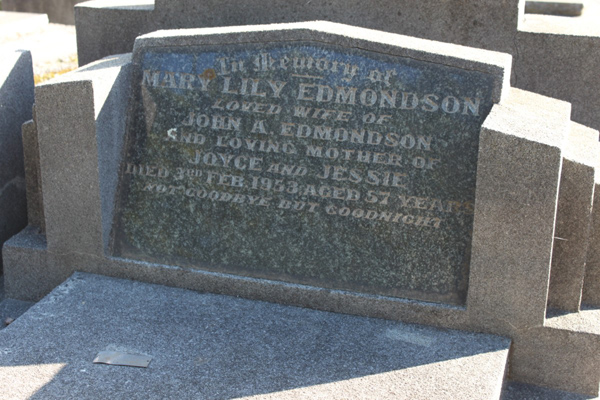 In Memory of
MARY LILY EDMONDSON
LOVED WIFE OF
JOHN A. EDMONDSON
AND LOVING MOTHER OF
JOYCE AND JESSIE
DIED 3RD FEB. 1953 AGED 57 YEARS
"NOT GOODBYE BUT GOODNIGHT"